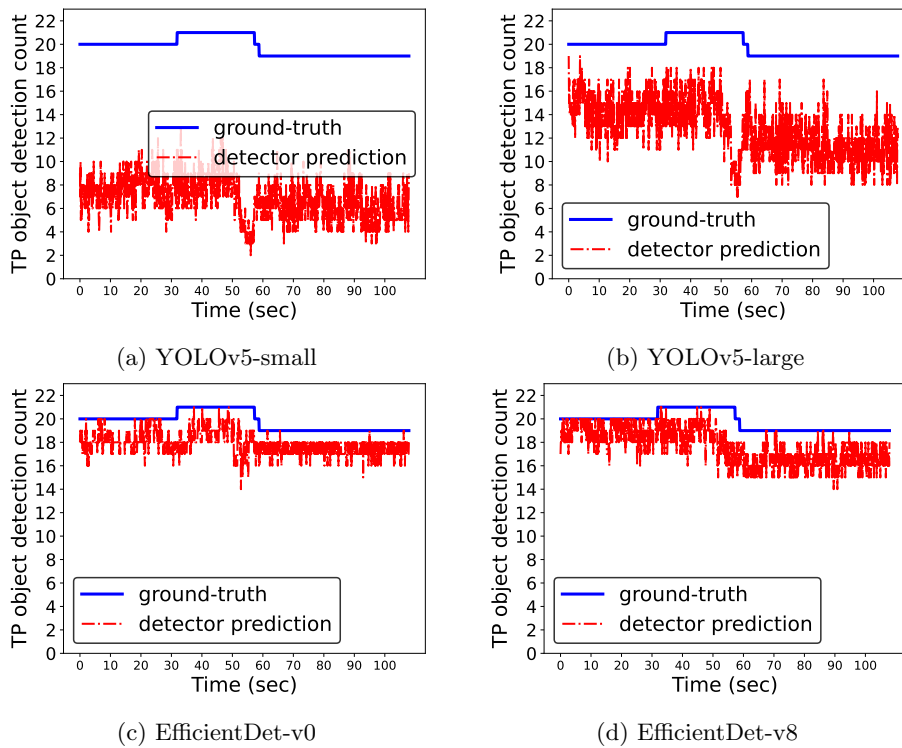 TP object detection count
22
20
18
16
14
12
10
8
6
4
2
0
ground-truth
detector prediction
0 10 20 30 40 50 60 70 80 90 100
Time (sec)
(a) YOLOv5-small
TP object detection count
22
20
18
16
14
12
10
8
6
4
2
0
ground-truth
detector prediction
0 10 20 30 40 50 60 70 80 90 100
Time (sec)
(b) YOLOv5-large
TP object detection count
22
20
18
16
14
12
10
8
6
4
2
0
ground-truth
detector prediction
0 10 20 30 40 50 60 70 80 90 100
Time (sec)
(c) EfficientDet-v0
TP object detection count
22
20
18
16
14
12
10
8
6
4
2
0
ground-truth
detector prediction
0 10 20 30 40 50 60 70 80 90 100
Time (sec)
(d) EfficientDet-v8